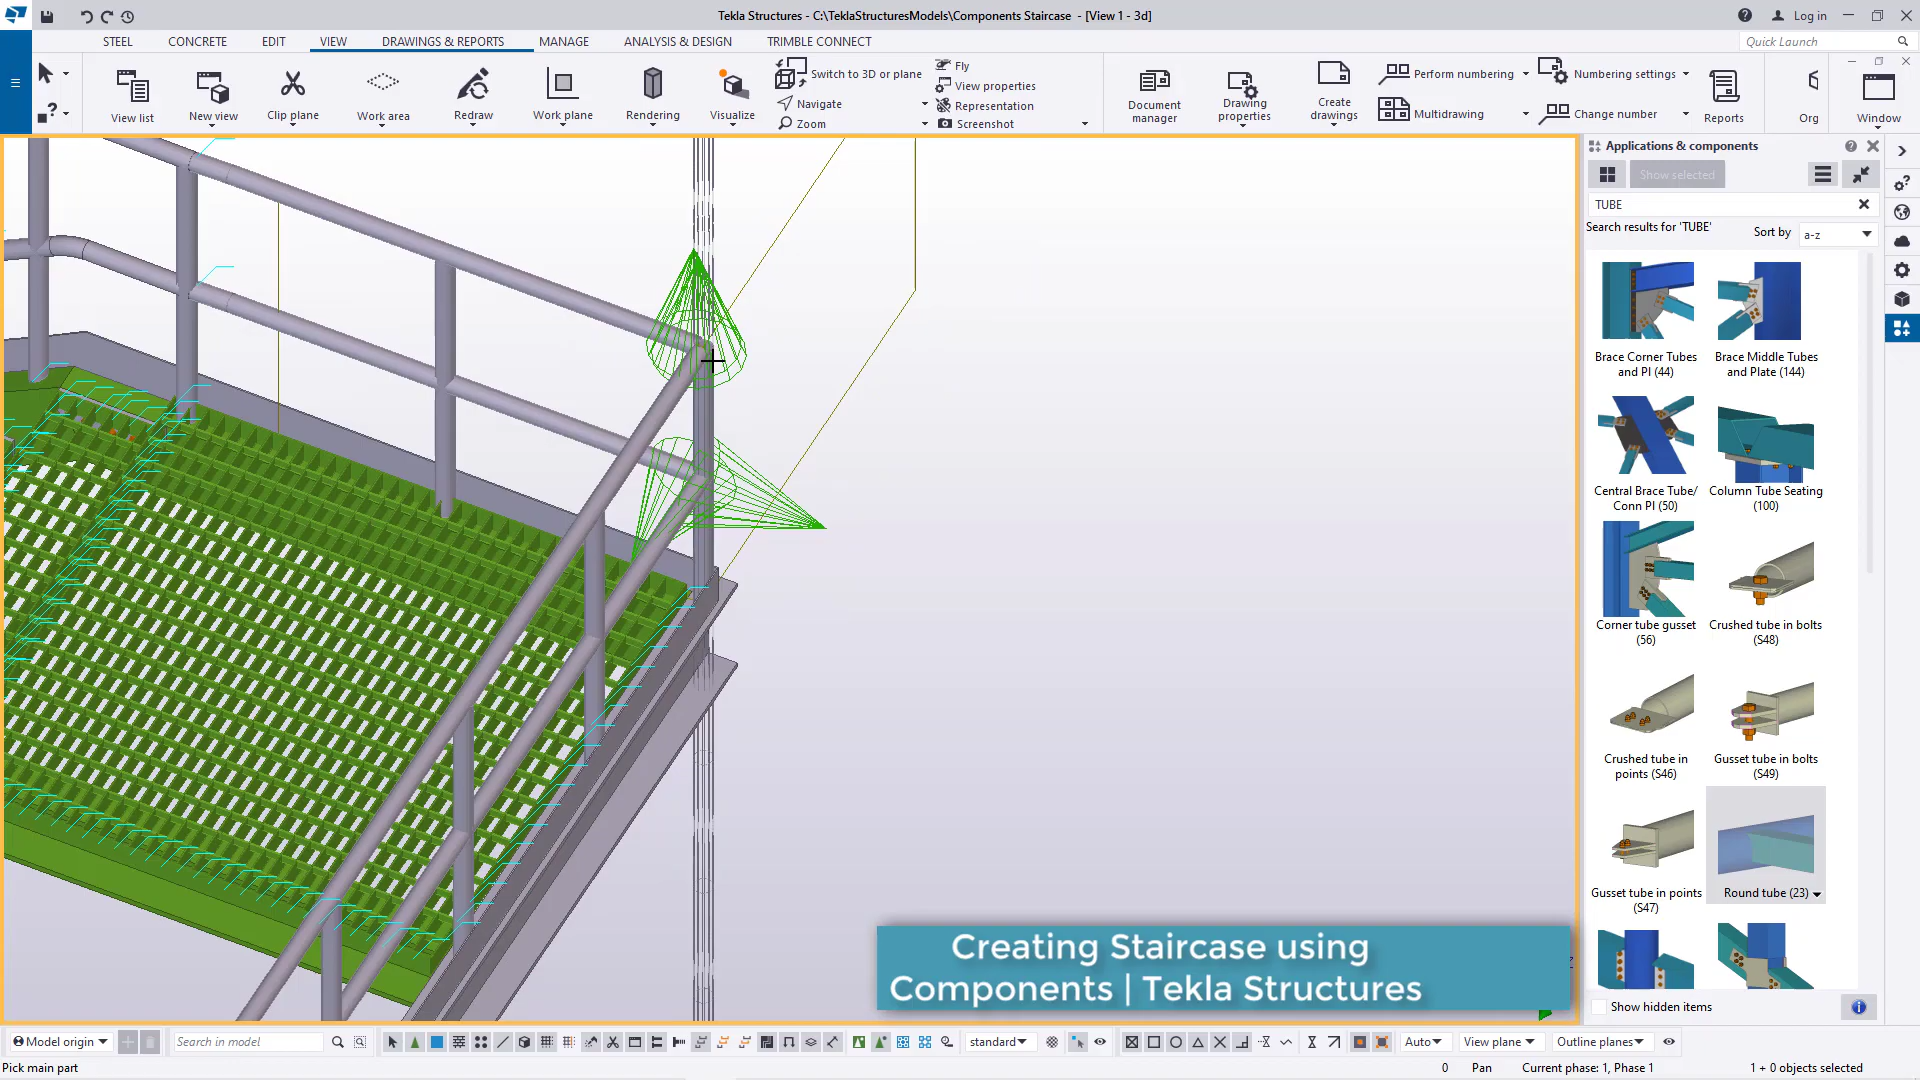 Tekla Structures - C:\TeklaStructuresModels\Components Staircase - [View 1 - 3d]
Log in
STEEL
CONCRETE
EDIT
VIEW
DRAWINGS & REPORTS
MANAGE
ANALYSIS & DESIGN
TRIMBLE CONNECT
Quick Launch
View list
New view
Clip plane
Work area
Redraw
Work plane
Rendering
Visualize
Switch to 3D or plane
Navigate
Zoom
Fly
View properties
Representation
Screenshot
Document
manager
Drawing
properties
Create
drawings
Perform numbering
Multidrawing
Numbering settings
Change number
Reports
Org
Window
Applications & components
Show selected
TUBE
Search results for 'TUBE'
Sort by
a-z
Brace Corner Tubes
and Pl (44)
Brace Middle Tubes
and Plate (144)
Central Brace Tube/
Conn Pl (50)
Column Tube Seating
(100)
Corner tube gusset
(56)
Crushed tube in bolts
(S48)
Crushed tube in
points (S46)
Gusset tube in bolts
(S49)
Gusset tube in points
(S47)
Round tube (23)
Show hidden items
Creating Staircase using
Components | Tekla Structures
Model origin
Search in model
standard
Auto
View plane
Outline planes
Pick main part
0
Pan
Current phase: 1, Phase 1
1 + 0 objects selected